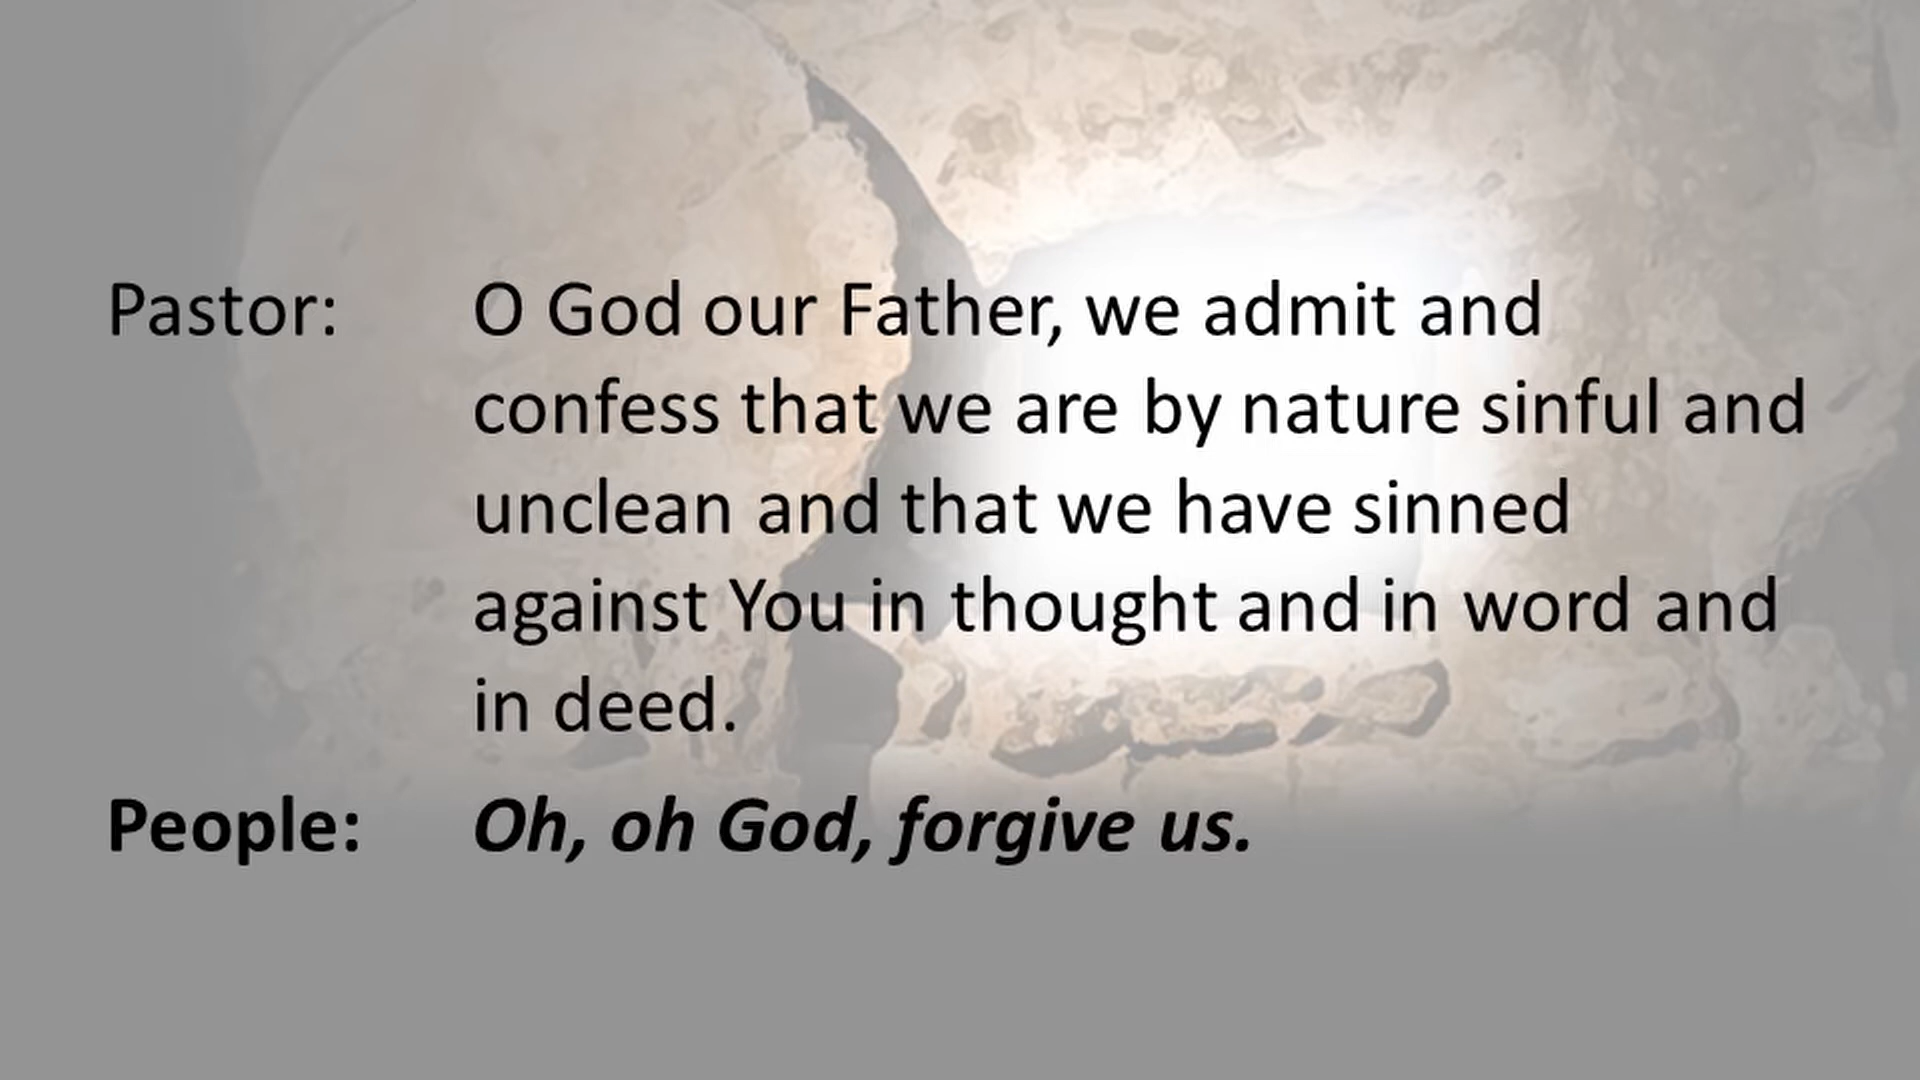 Pastor: O God our Father, we admit and
confess that we are by nature sinful and
unclean and that we have sinned
against You in thought and in word and
in deed.
People: Oh, oh God, forgive us.